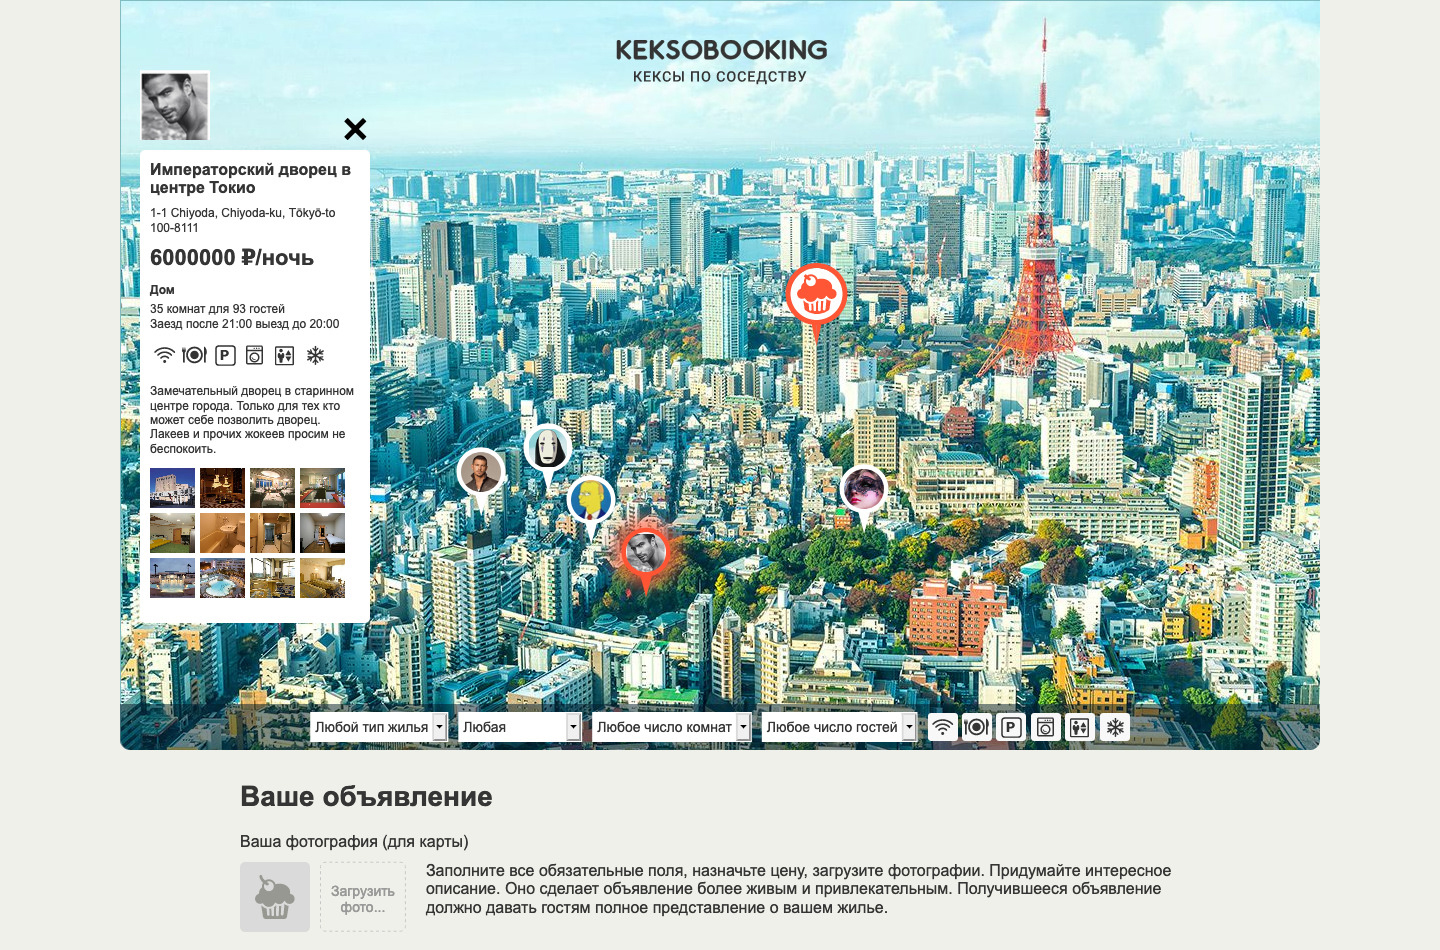 KEKSOBOOKING
КЕКСЫ ПО СОСЕДСТВУ
Императорский дворец в
центре Токио
1-1 Chiyoda, Chiyoda-ku, Tōkyō-to
100-8111
6000000 ₽/ночь
Дом
35 комнат для 93 гостей
Заезд после 21:00 выезд до 20:00
P
Замечательный дворец в старинном
центре города. Только для тех кто
может себе позволить дворец.
Лакеев и прочих жокеев просим не
беспокоить.
Любой тип жилья
Любая
Любое число комнат
Любое число гостей
P
Ваше объявление
Ваша фотография (для карты)
Загрузить
фото...
Заполните все обязательные поля, назначьте цену, загрузите фотографии. Придумайте интересное
описание. Оно сделает объявление более живым и привлекательным. Получившееся объявление
должно давать гостям полное представление о вашем жилье.